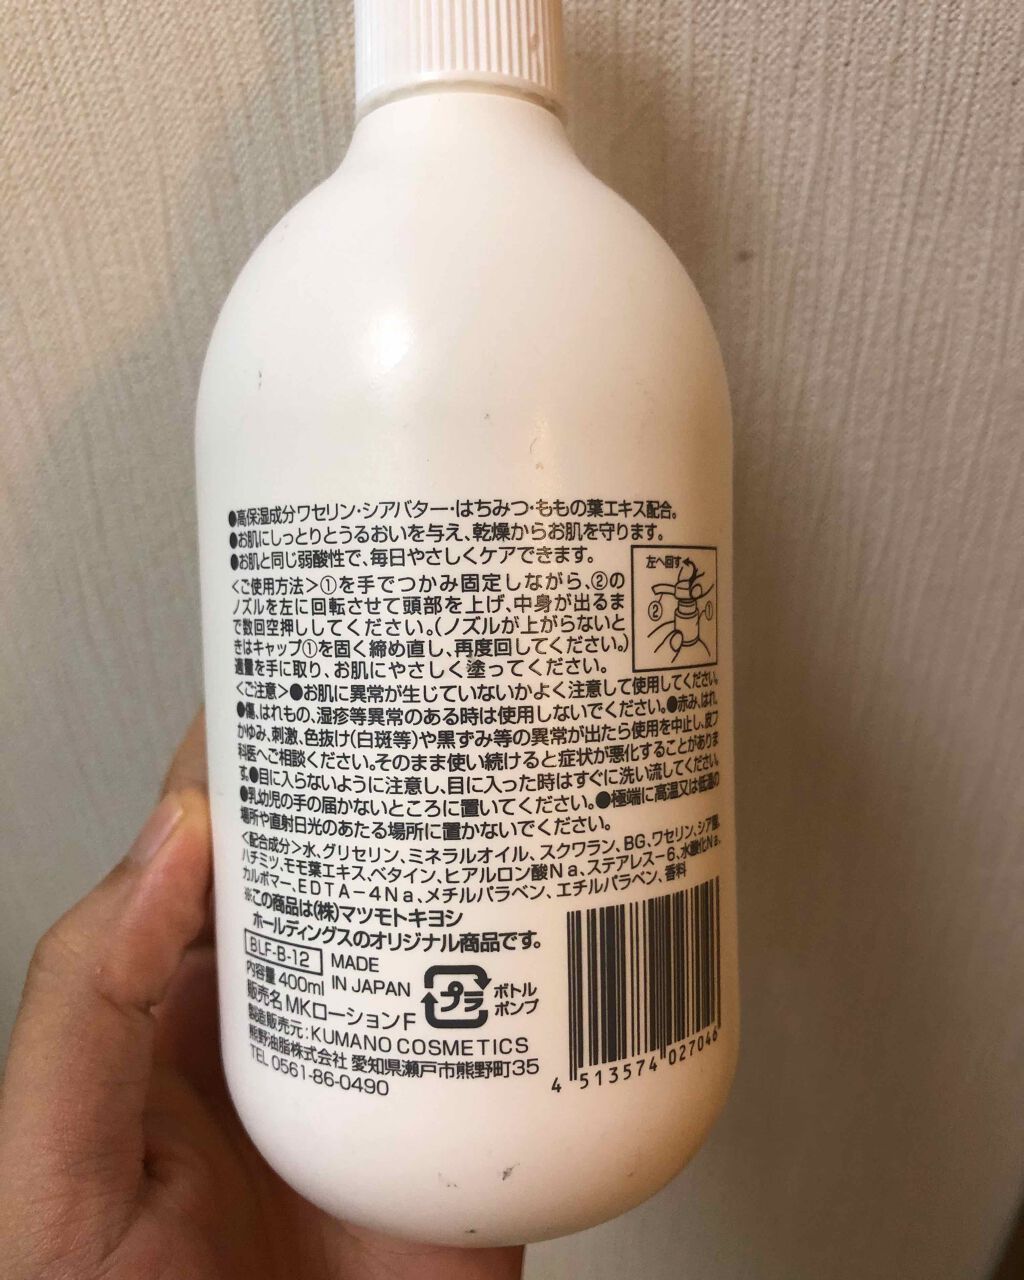 ●高保湿成分ワセリン・シアバター・はちみつ・ももの葉エキス配合。
●お肌にしっとりとうるおいを与え、乾燥からお肌を守ります。
●お肌と同じ弱酸性で、毎日やさしくケアできます。
<ご使用方法>①を手でつかみ固定しながら、②の
ノズルを左に回転させて頭部を上げ、中身が出るま
で数回空押ししてください。(ノズルが上がらないと
きはキャップ①を固く締め直し、再度回してください。)
適量を手に取り、お肌にやさしく塗ってください。
左へ回す
②
①
<ご注意>●お肌に異常が生じていないかよく注意して使用してください。
●傷、はれもの、湿疹等異常のある時は使用しないでください。●赤み、はれ、
かゆみ、刺激、色抜け(白斑等)や黒ずみ等の異常が出たら使用を中止し、皮フ
科医へご相談ください。そのまま使い続けると症状が悪化することがありま
す。●目に入らないように注意し、目に入った時はすぐに洗い流してください。
●乳幼児の手の届かないところに置いてください。●極端に高温又は低温の
場所や直射日光のあたる場所に置かないでください。
<配合成分>水、グリセリン、ミネラルオイル、スクワラン、BG、ワセリン、シア脂、
ハチミツ、モモ葉エキス、ベタイン、ヒアルロン酸Na、ステアレス-6、水酸化Na、
カルボマー、EDTA-4Na、メチルパラベン、エチルパラベン、香料
※この商品は(株)マツモトキヨシ
ホールディングスのオリジナル商品です。
BLF-B-12
MADE
IN JAPAN
内容量 400ml
プラ
ボトル
ポンプ
販売名 MKローションF
製造販売元:KUMANO COSMETICS
熊野油脂株式会社 愛知県瀬戸市熊野町35
TEL 0561-86-0490
4 513574 027046